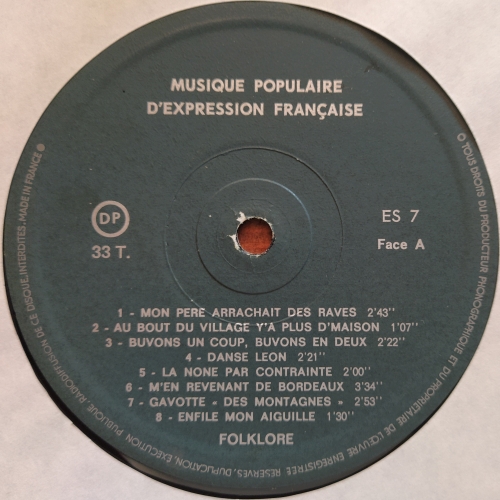 MUSIQUE POPULAIRE
D'EXPRESSION FRANÇAISE
DP
33 T.
ES 7
Face A
1 - MON PERE ARRACHAIT DES RAVES 2'43''
2 - AU BOUT DU VILLAGE Y'A PLUS D'MAISON 1'07''
3 - BUVONS UN COUP, BUVONS EN DEUX 2'22''
4 - DANSE LEON 2'21''
5 - LA NONE PAR CONTRAINTE 2'00''
6 - M'EN REVENANT DE BORDEAUX 3'34''
7 - GAVOTTE « DES MONTAGNES » 2'53''
8 - ENFILE MON AIGUILLE 1'30''
FOLKLORE
TOUS DROITS DU PRODUCTEUR PHONOGRAPHIQUE ET DU PROPRIETAIRE DE L'ŒUVRE ENREGISTREE RESERVES, DUPLICATION, EXECUTION PUBLIQUE, RADIODIFFUSION DE CE DISQUE, INTERDITES. MADE IN FRANCE